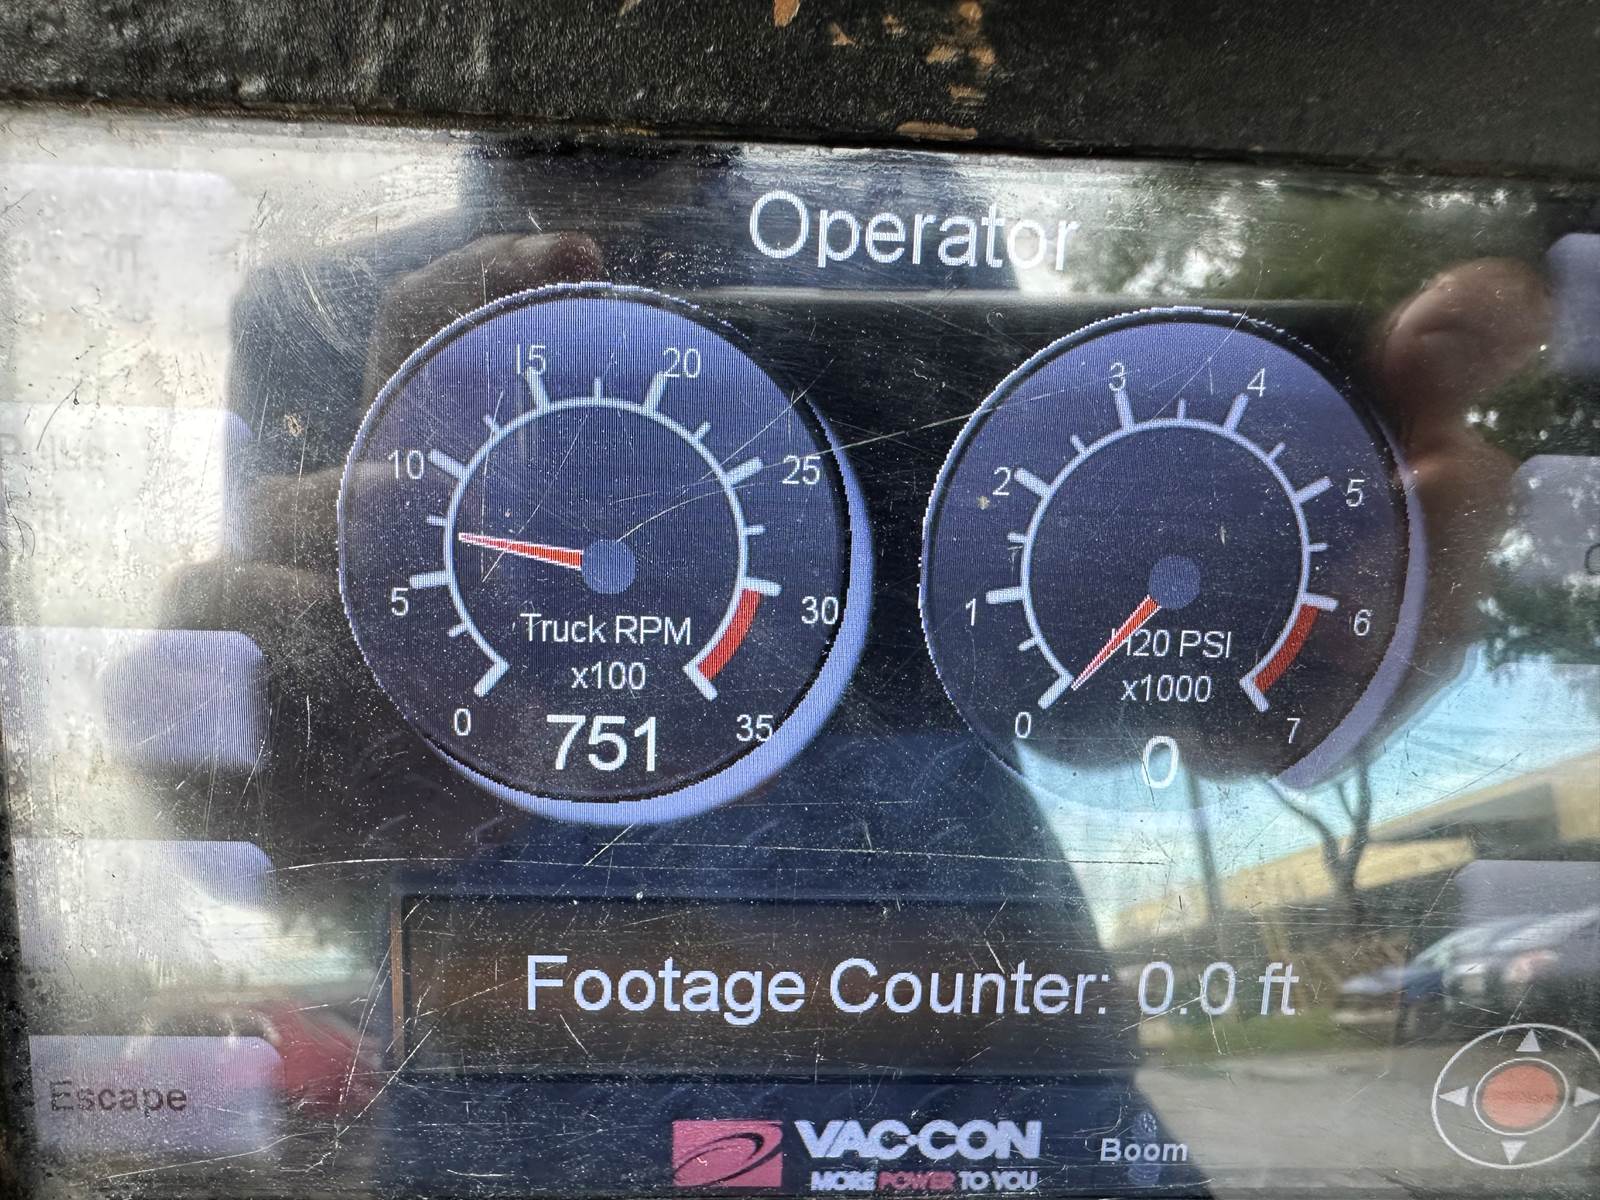 Operator
15
20
10
25
5
30
Truck RPM
x100
0
751
35
3
4
2
5
1
6
H20 PSI
x1000
0
0
7
Footage Counter: 0.0 ft
Escape
VAC·CON
MORE POWER TO YOU
Boom